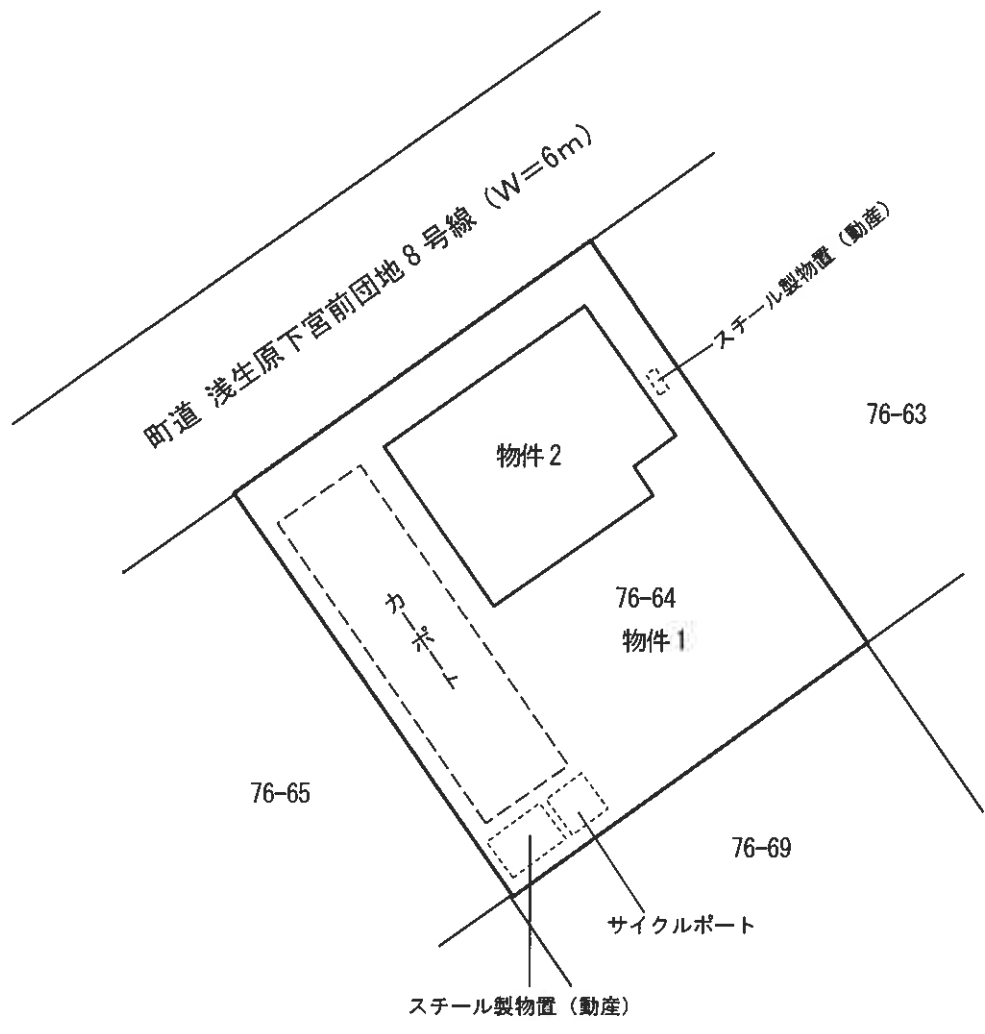 町道 浅生原下宮前団地8号線（W＝6m）
スチール製物置（動産）
76-63
物件2
76-64
物件1
カーポート
76-65
76-69
サイクルポート
スチール製物置（動産）